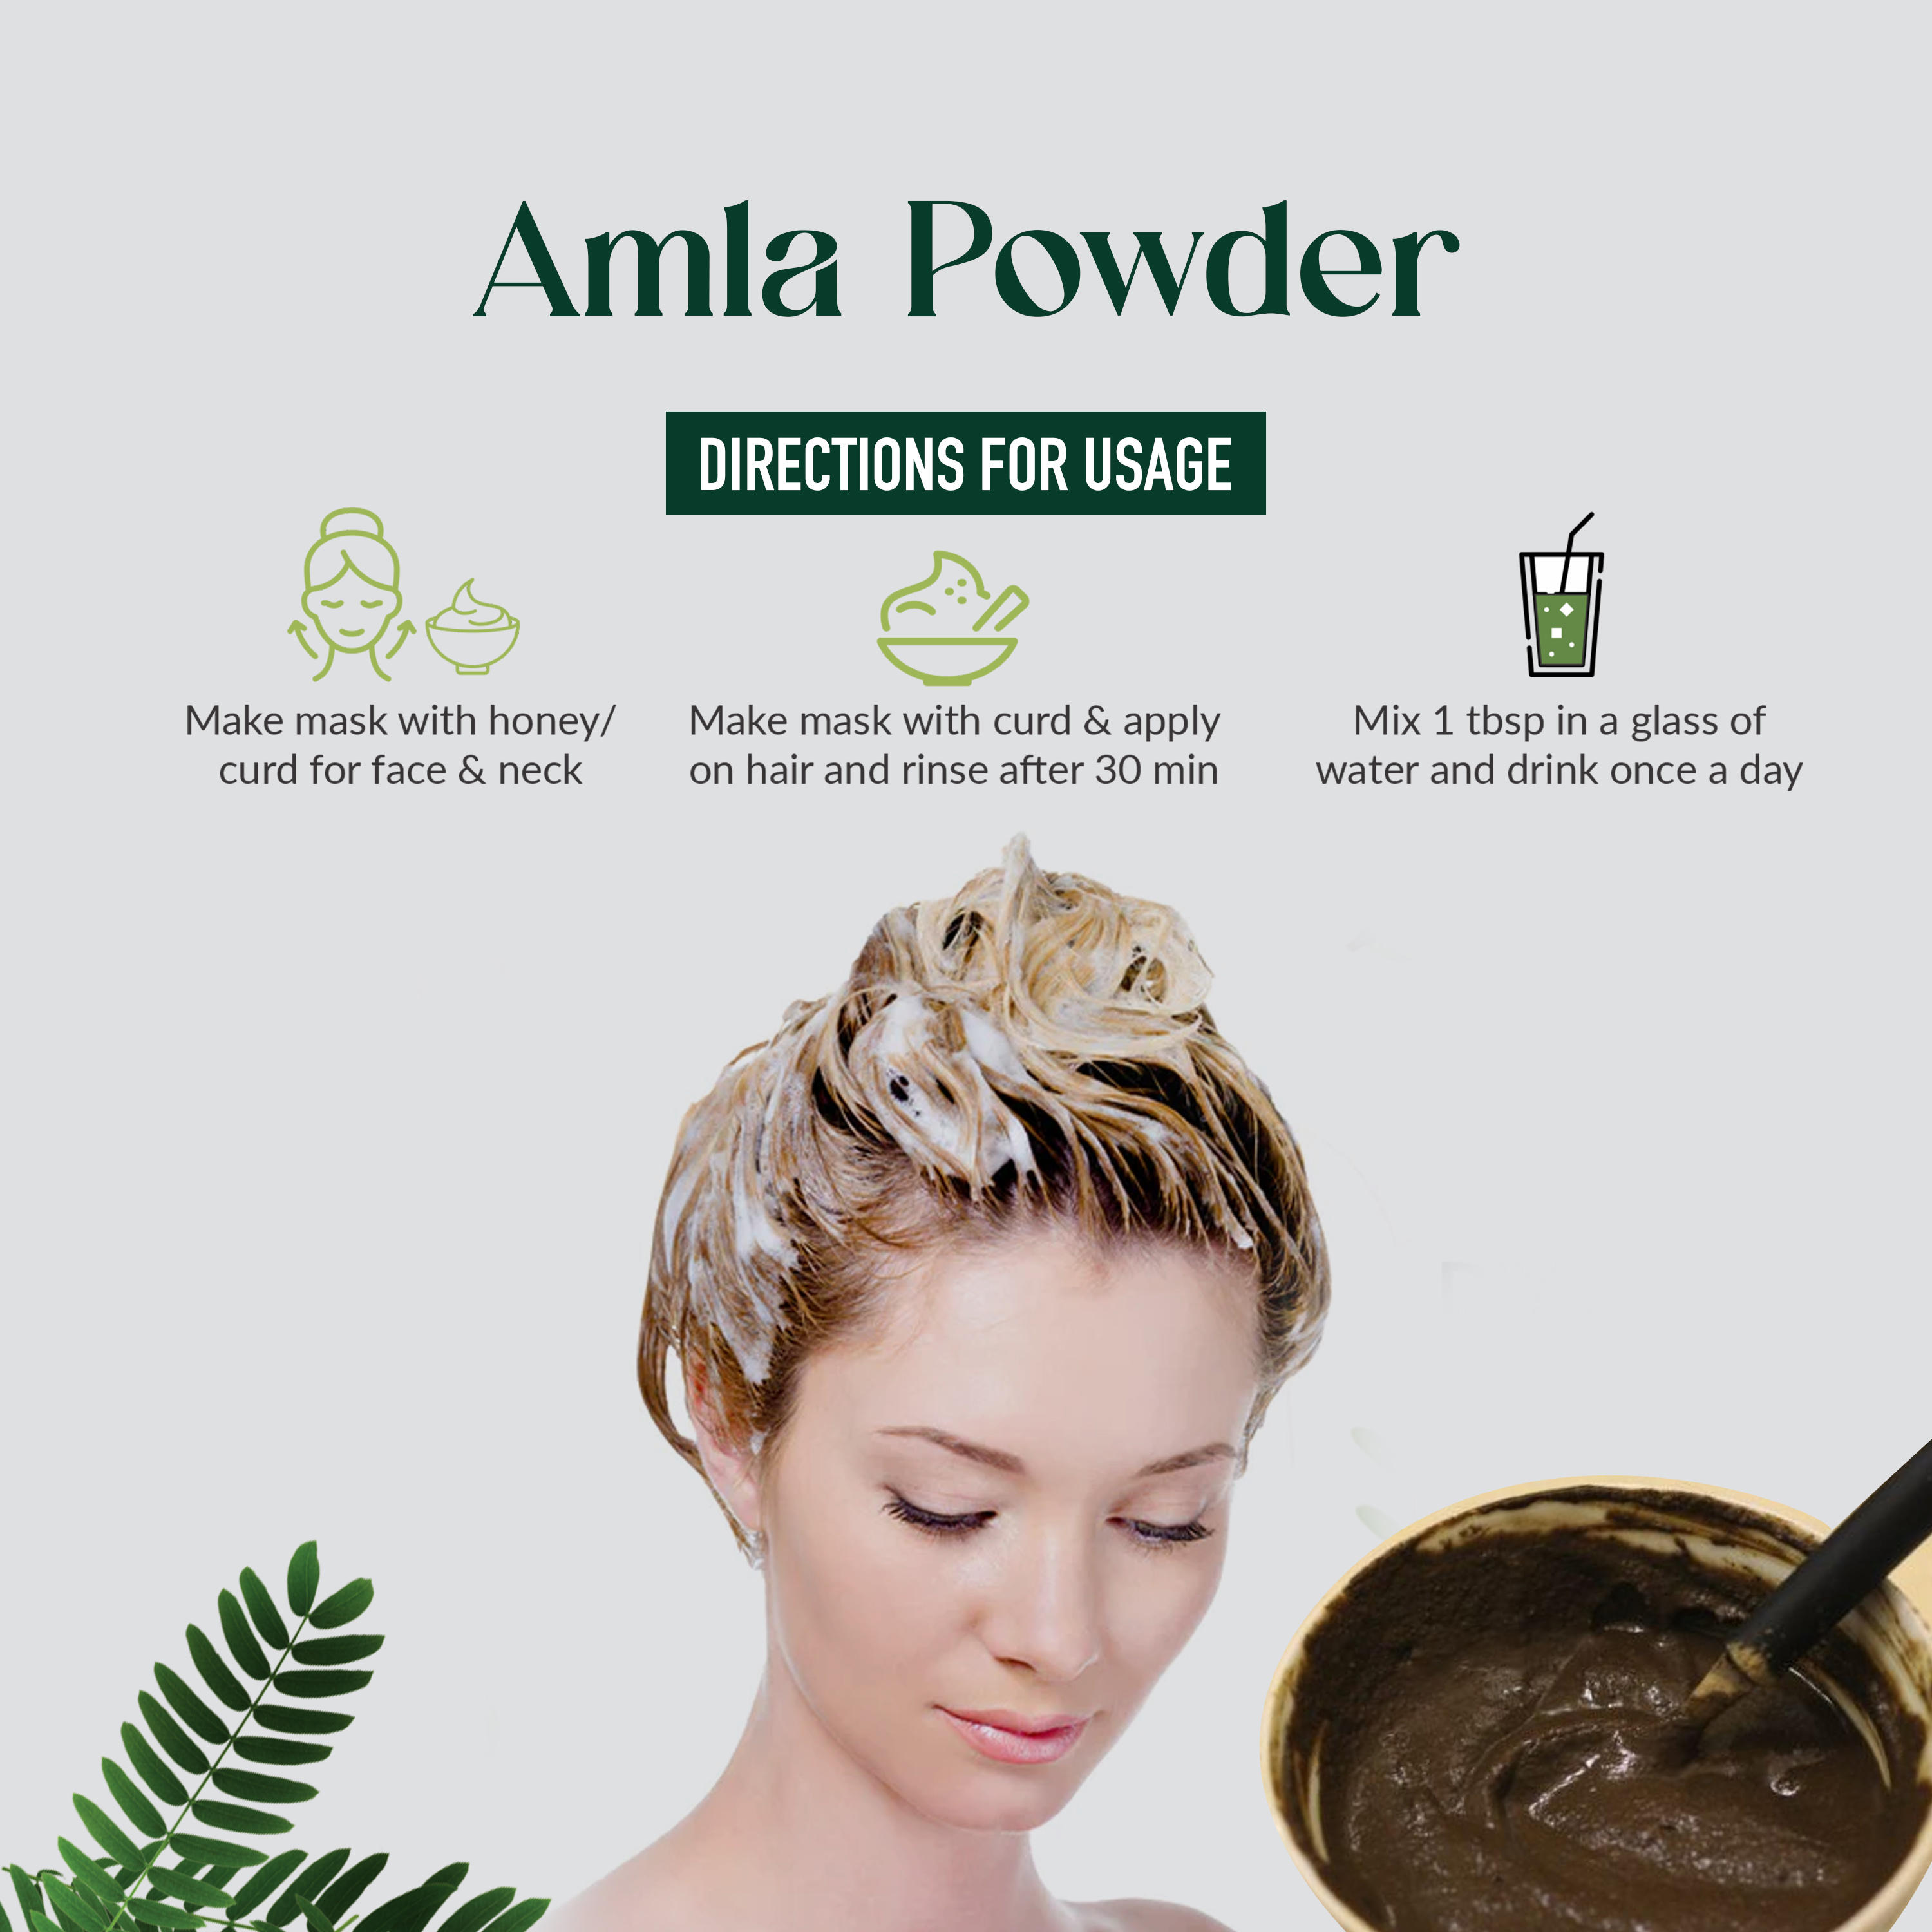 Amla Powder
DIRECTIONS FOR USAGE
Make mask with honey/
curd for face & neck
Make mask with curd & apply
on hair and rinse after 30 min
Mix 1 tbsp in a glass of
water and drink once a day